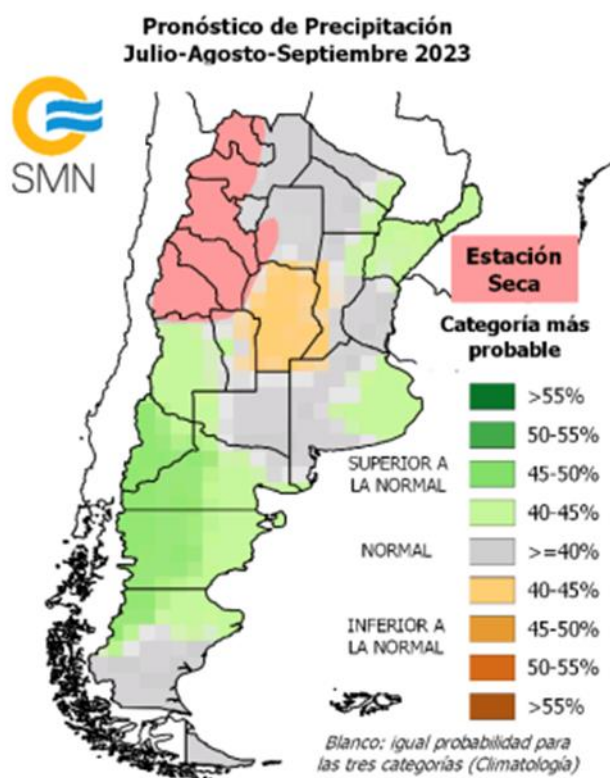 Pronóstico de Precipitación
Julio-Agosto-Septiembre 2023
SMN
Estación
Seca
Categoría más
probable
>55%
50-55%
SUPERIOR A
LA NORMAL
45-50%
40-45%
NORMAL
>=40%
40-45%
INFERIOR A
LA NORMAL
45-50%
50-55%
>55%
Blanco: igual probabilidad para
las tres categorías (Climatología)